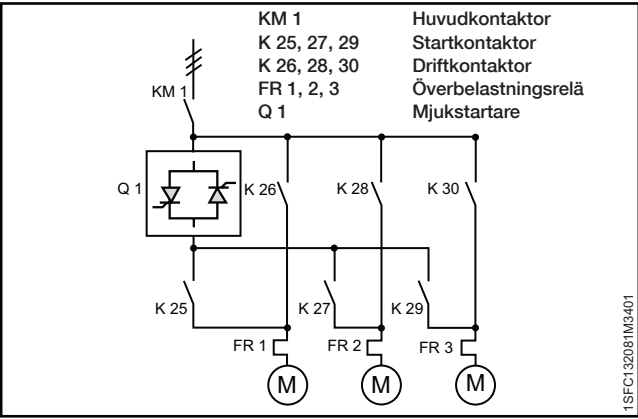 KM 1 Huvudkontaktor
K 25, 27, 29 Startkontaktor
K 26, 28, 30 Driftkontaktor
FR 1, 2, 3 Överbelastningsrelä
Q 1 Mjukstartare
KM 1
Q 1
K 26
K 28
K 30
K 25
K 27
K 29
FR 1
FR 2
FR 3
M
M
M
1SFC132081M3401